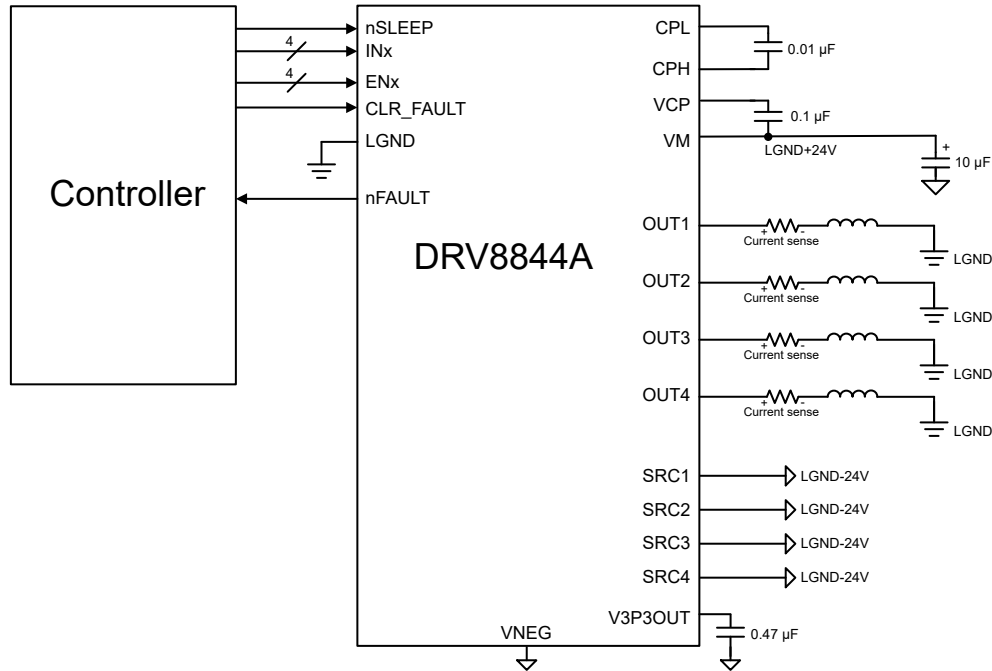 Controller
nSLEEP
4
INx
4
ENx
CLR_FAULT
LGND
nFAULT
DRV8844A
VNEG
CPL
0.01 µF
CPH
VCP
0.1 µF
VM
LGND+24V
+
10 µF
OUT1
+ -
Current sense
LGND
OUT2
+ -
Current sense
LGND
OUT3
+ -
Current sense
LGND
OUT4
+ -
Current sense
LGND
SRC1
LGND-24V
SRC2
LGND-24V
SRC3
LGND-24V
SRC4
LGND-24V
V3P3OUT
0.47 µF